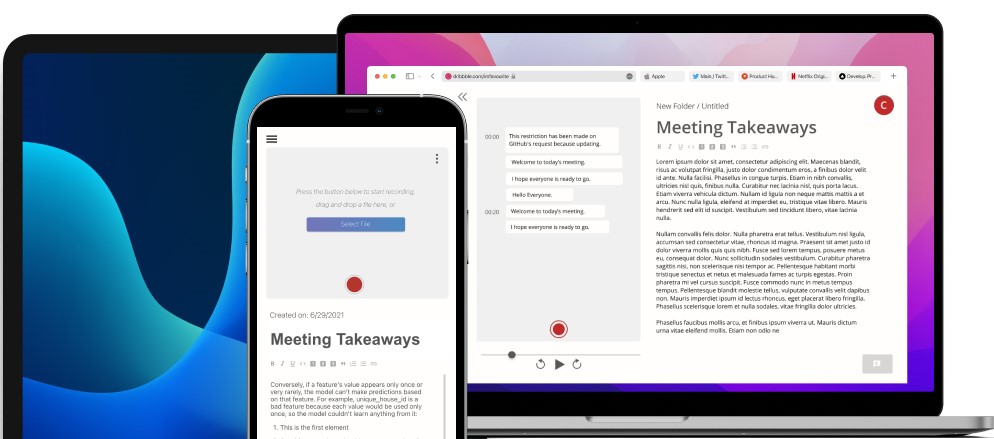 dribbble.com/imfavourite
Apple
Main / Twitt...
Product Hu...
Netflix Origi...
Develop. Pr...
00:00
This restriction has been made on
GitHub's request because updating.
Welcome to today's meeting.
I hope everyone is ready to go.
Hello Everyone.
00:20
Welcome to today's meeting.
I hope everyone is ready to go.
New Folder / Untitled
C
Meeting Takeaways
B I U
Lorem ipsum dolor sit amet, consectetur adipiscing elit. Maecenas blandit,
risus ac volutpat fringilla, justo dolor condimentum eros, a finibus dolor velit
id ante. Nulla facilisi. Phasellus in congue turpis. Etiam in nibh convallis,
ultricies nisl quis, finibus nulla. Curabitur nec lacinia nisl, quis porta lacus.
Etiam viverra vehicula dictum. Nullam id ligula non neque mattis mattis a et
arcu. Nunc nulla ligula, eleifend at imperdiet eu, tristique vitae libero. Mauris
hendrerit sed elit id suscipit. Vestibulum sed tincidunt libero, vitae lacinia
nulla.
Nullam convallis felis dolor. Nulla pharetra erat tellus. Vestibulum nisl ligula,
accumsan sed consectetur vitae, rhoncus id magna. Praesent sit amet justo id
dolor viverra mollis quis quis nibh. Fusce sed lorem tempus, posuere metus
eu, consequat dolor. Nunc sollicitudin sodales vestibulum. Curabitur pharetra
sagittis nisi, non scelerisque nisi tempor ac. Pellentesque habitant morbi
tristique senectus et netus et malesuada fames ac turpis egestas. Proin
pharetra mi vel cursus suscipit. Fusce commodo nunc in metus tempus
tempus. Pellentesque blandit molestie tellus, vulputate convallis velit dapibus
non. Mauris imperdiet ipsum id lectus rhoncus, eget placerat libero fringilla.
Phasellus scelerisque lorem et nulla sodales, vitae fringilla dolor ultricies.
Phasellus faucibus mollis arcu, et finibus ipsum viverra ut. Mauris dictum
urna vitae eleifend mollis. Etiam non odio ne
Press the button below to start recording,
drag and drop a file here, or
Select File
Created on: 6/29/2021
Meeting Takeaways
B I U
Conversely, if a feature's value appears only once or
very rarely, the model can't make predictions based
on that feature. For example, unique_house_id is a
bad feature because each value would be used only
once, so the model couldn't learn anything from it:
1. This is the first element